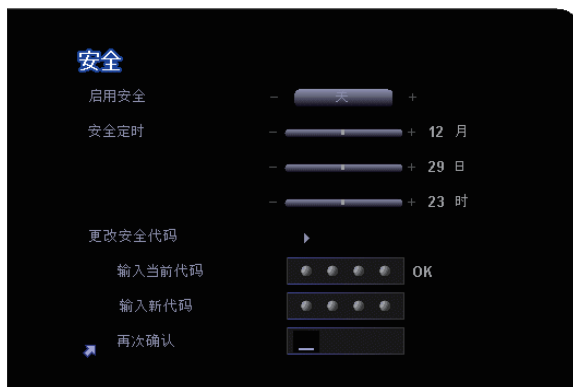 安全
启用安全 - 天 +
安全定时 - + 12 月
- + 29 日
- + 23 时
更改安全代码
输入当前代码 OK
输入新代码
再次确认